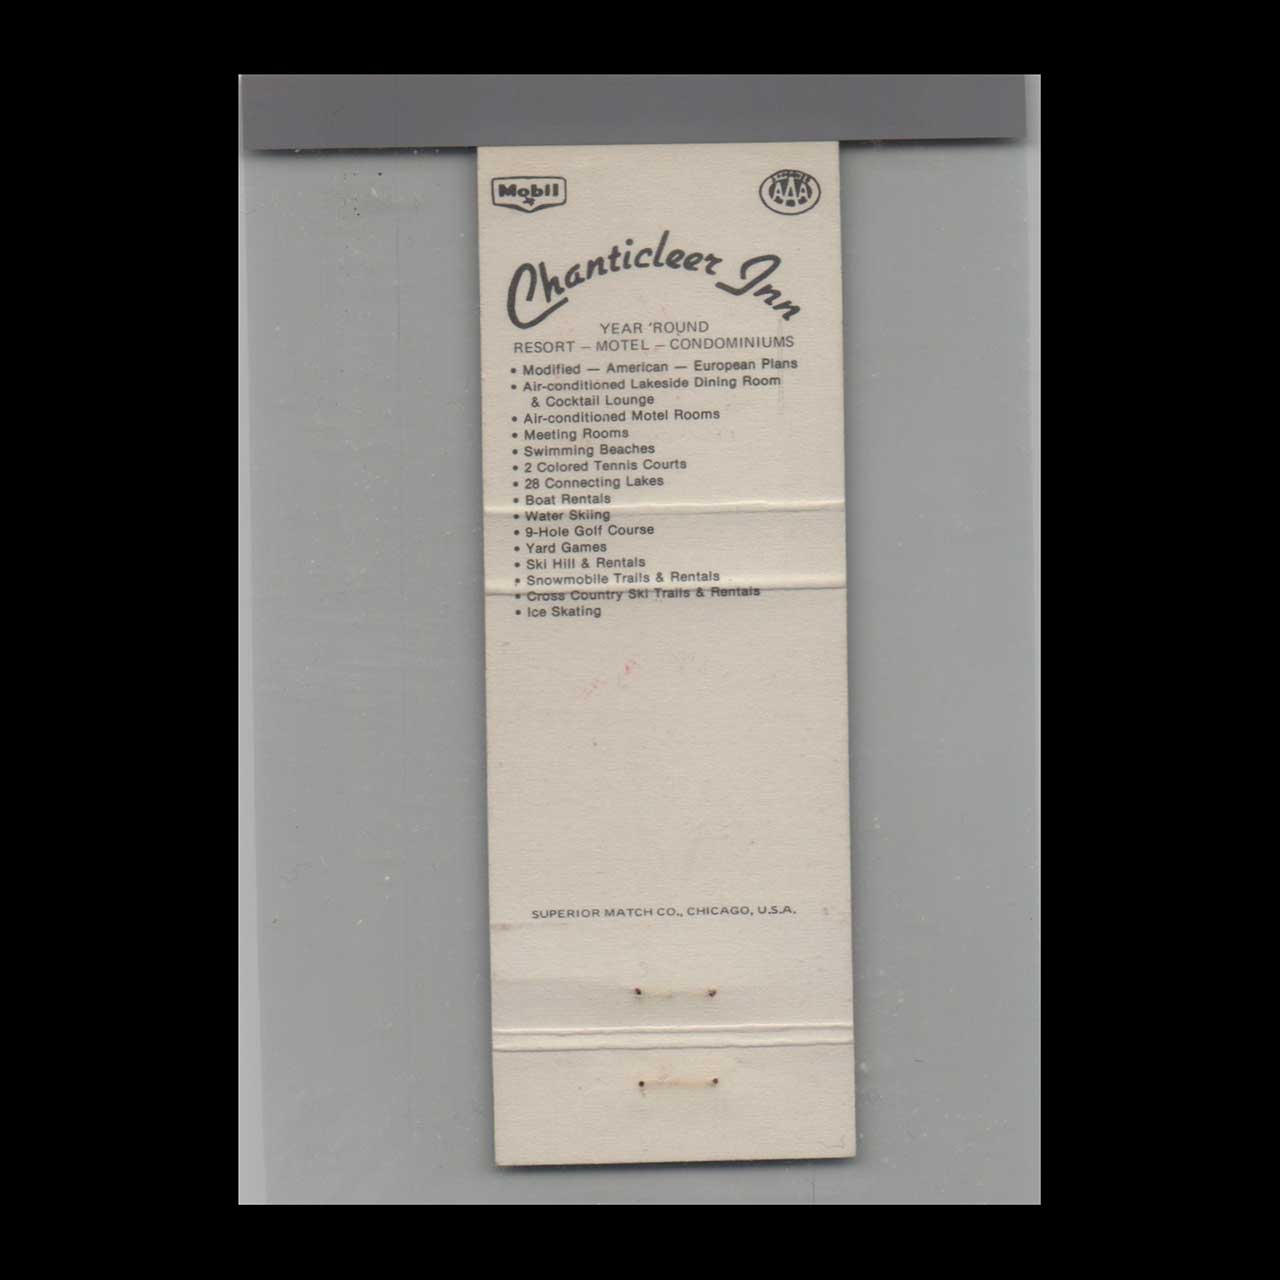 Mobil
AAA
Chanticleer Inn
YEAR 'ROUND
RESORT – MOTEL – CONDOMINIUMS
• Modified — American — European Plans
• Air-conditioned Lakeside Dining Room
& Cocktail Lounge
• Air-conditioned Motel Rooms
• Meeting Rooms
• Swimming Beaches
• 2 Colored Tennis Courts
• 28 Connecting Lakes
• Boat Rentals
• Water Skiing
• 9-Hole Golf Course
• Yard Games
• Ski Hill & Rentals
• Snowmobile Trails & Rentals
• Cross Country Ski Trails & Rentals
• Ice Skating
SUPERIOR MATCH CO., CHICAGO, U.S.A.